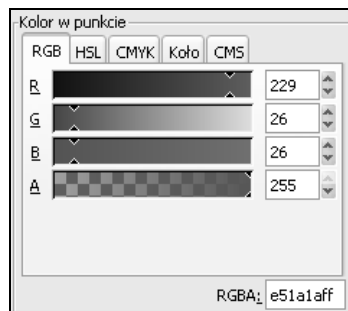 Kolor w punkcie
RGB HSL CMYK Koło CMS
R 229
G 26
B 26
A 255
RGBA: e51a1aff